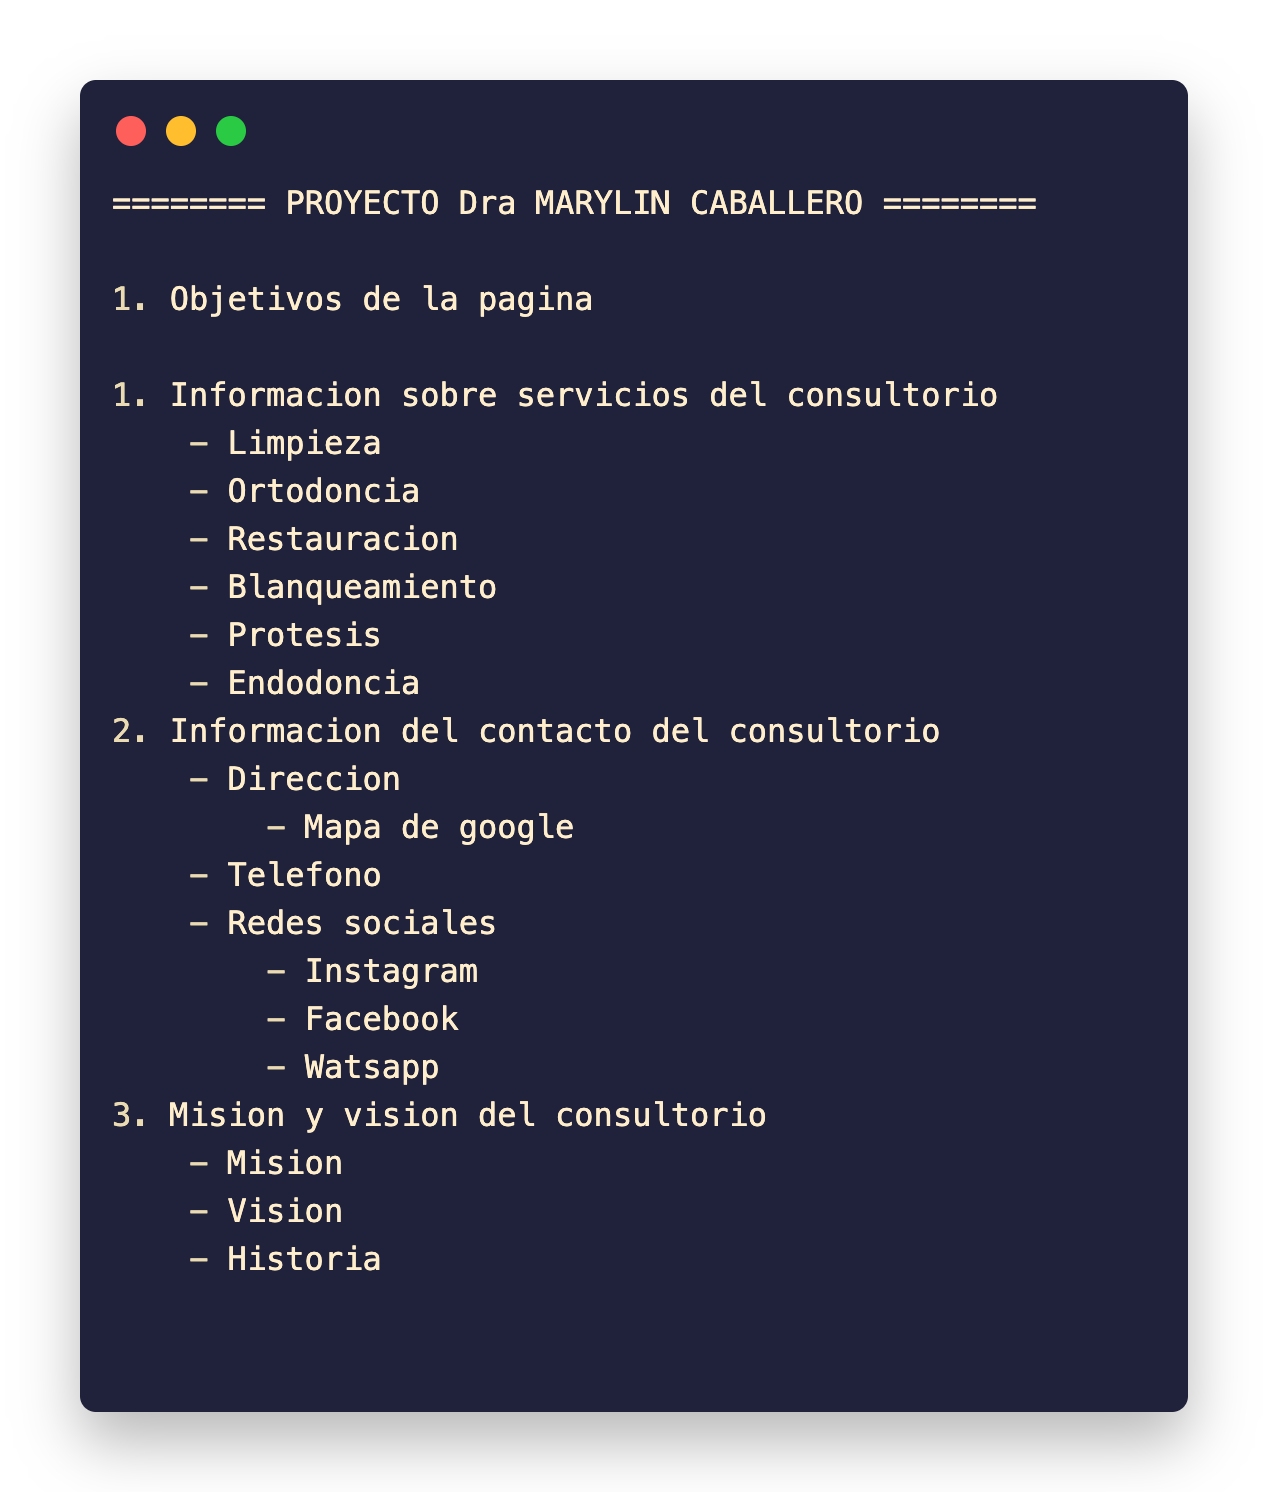 ======== PROYECTO Dra MARYLIN CABALLERO ========
1. Objetivos de la pagina
1. Informacion sobre servicios del consultorio
- Limpieza
- Ortodoncia
- Restauracion
- Blanqueamiento
- Protesis
- Endodoncia
2. Informacion del contacto del consultorio
- Direccion
- Mapa de google
- Telefono
- Redes sociales
- Instagram
- Facebook
- Watsapp
3. Mision y vision del consultorio
- Mision
- Vision
- Historia